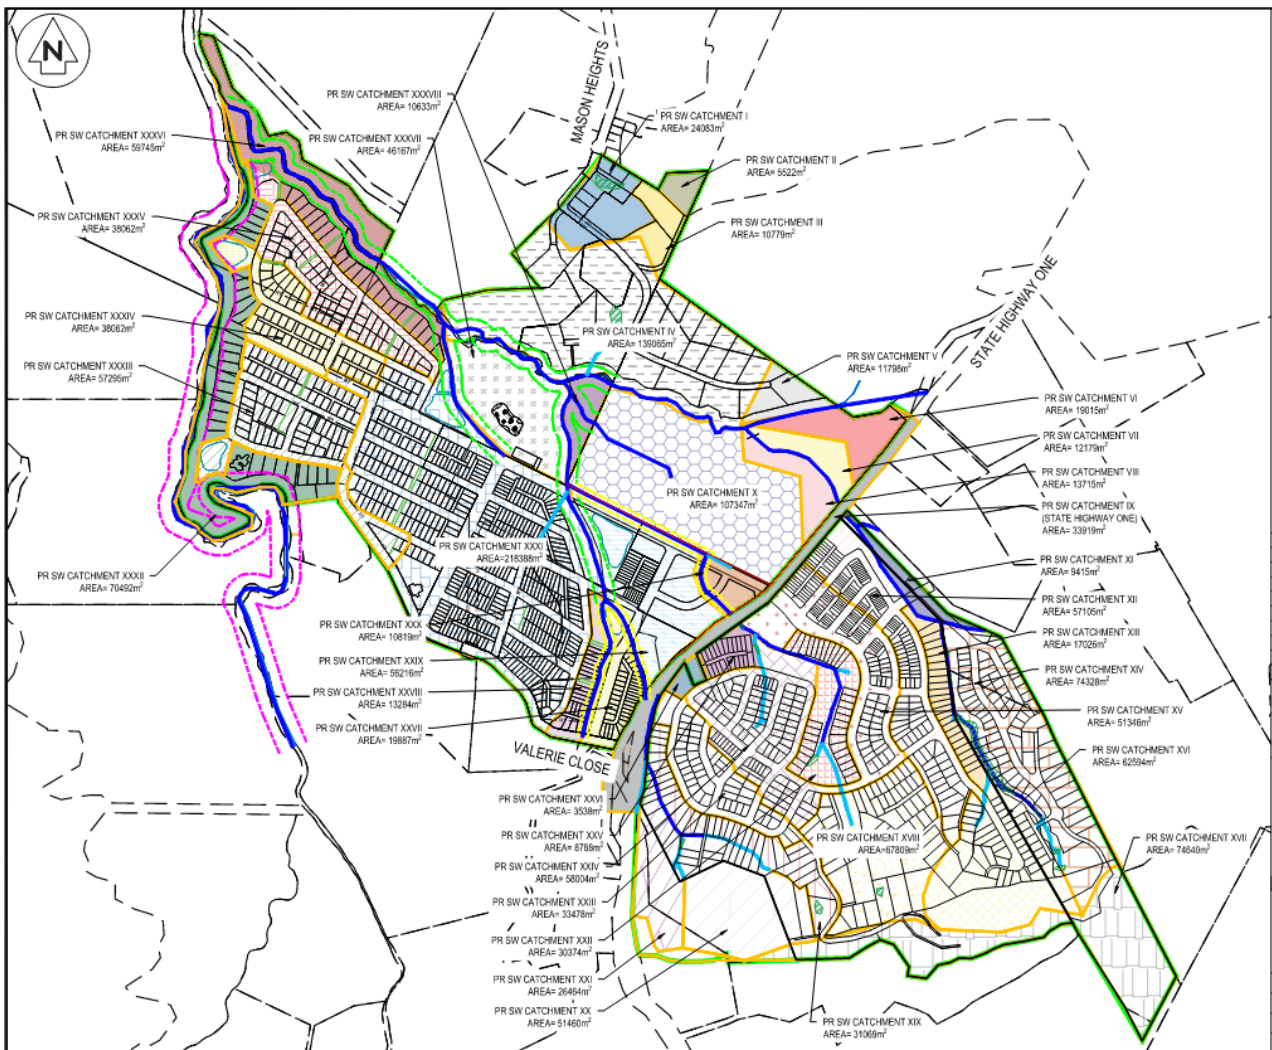 N
MASON HEIGHTS
PR SW CATCHMENT XXXVIII
AREA= 10633m²
PR SW CATCHMENT I
AREA= 24083m²
PR SW CATCHMENT XXXVI
AREA= 59745m²
PR SW CATCHMENT XXXVII
AREA= 46167m²
PR SW CATCHMENT II
AREA= 5522m²
PR SW CATCHMENT XXXV
AREA= 38062m²
PR SW CATCHMENT III
AREA= 10779m²
STATE HIGHWAY ONE
PR SW CATCHMENT XXXIV
AREA= 38062m²
PR SW CATCHMENT IV
AREA= 139065m²
PR SW CATCHMENT V
AREA= 11798m²
PR SW CATCHMENT XXXIII
AREA= 57295m²
PR SW CATCHMENT VI
AREA= 19015m²
PR SW CATCHMENT VII
AREA= 12179m²
PR SW CATCHMENT VIII
AREA= 13715m²
PR SW CATCHMENT X
AREA= 107347m²
PR SW CATCHMENT IX
(STATE HIGHWAY ONE)
AREA= 33919m²
PR SW CATCHMENT XXXI
AREA=218388m²
PR SW CATCHMENT XI
AREA= 9415m²
PR SW CATCHMENT XXXII
AREA= 70492m²
PR SW CATCHMENT XII
AREA= 57105m²
PR SW CATCHMENT XXX
AREA= 10819m²
PR SW CATCHMENT XIII
AREA= 17026m²
PR SW CATCHMENT XXIX
AREA= 56216m²
PR SW CATCHMENT XIV
AREA= 74328m²
PR SW CATCHMENT XXVIII
AREA= 13284m²
PR SW CATCHMENT XV
AREA= 51346m²
PR SW CATCHMENT XXVII
AREA= 19887m²
VALERIE CLOSE
PR SW CATCHMENT XVI
AREA= 62594m²
PR SW CATCHMENT XXVI
AREA= 3538m²
PR SW CATCHMENT XXV
AREA= 8788m²
PR SW CATCHMENT XVIII
AREA=67809m²
PR SW CATCHMENT XVII
AREA= 74640m²
PR SW CATCHMENT XXIV
AREA= 58004m²
PR SW CATCHMENT XXIII
AREA= 33478m²
PR SW CATCHMENT XXII
AREA= 30374m²
PR SW CATCHMENT XXI
AREA= 26464m²
PR SW CATCHMENT XX
AREA= 51460m²
PR SW CATCHMENT XIX
AREA= 31069m²